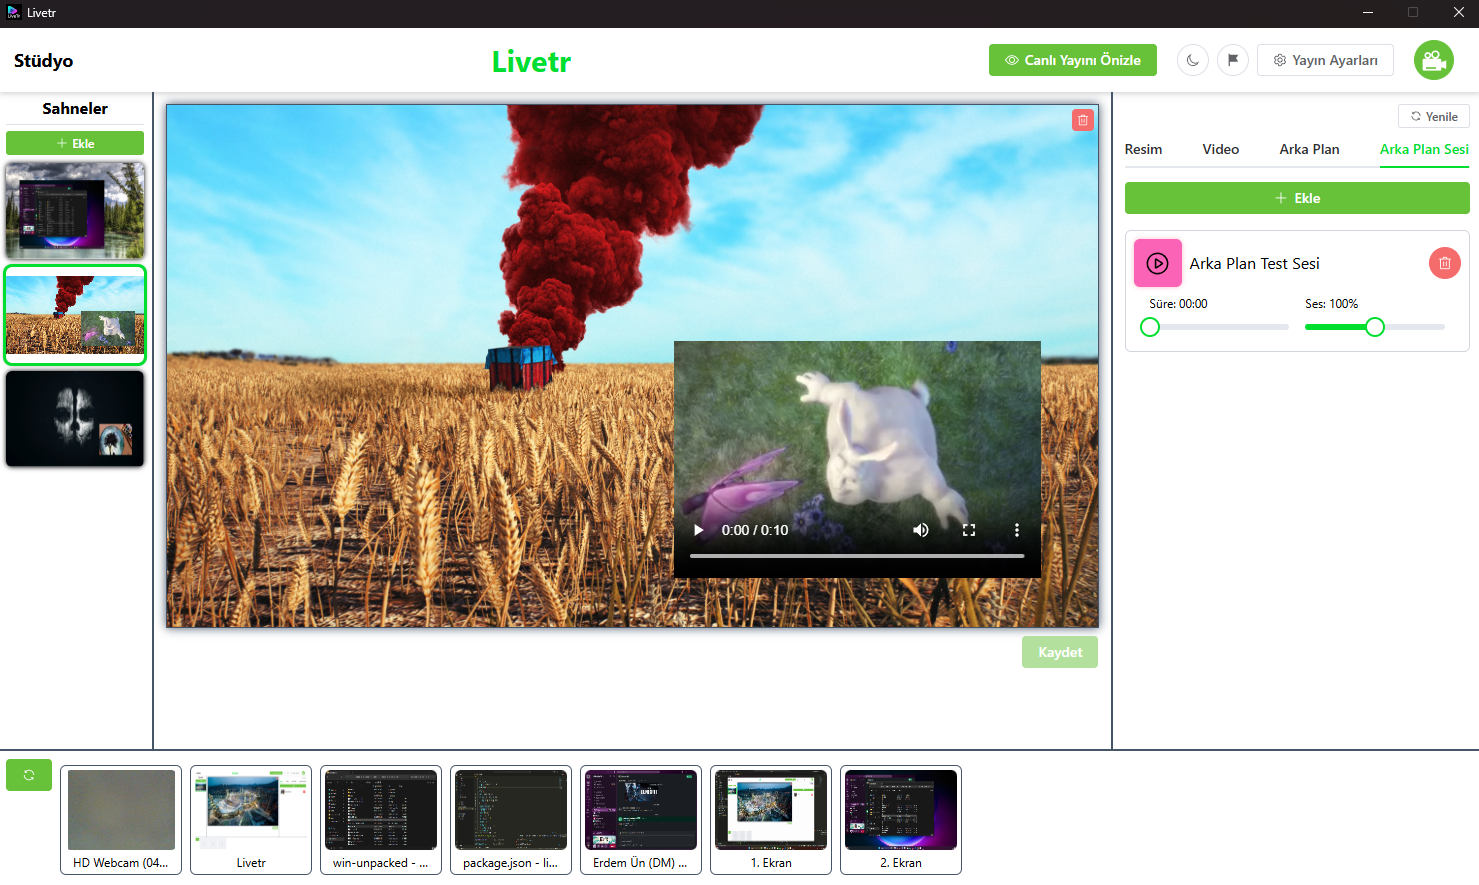 Livetr
Stüdyo
Livetr
Canlı Yayını Önizle
Yayın Ayarları
Sahneler
Ekle
Yenile
Resim Video Arka Plan Arka Plan Sesi
Ekle
Arka Plan Test Sesi
Süre: 00:00 Ses: 100%
0:00 / 0:10
Kaydet
HD Webcam (04...
Livetr
win-unpacked - ...
package.json - li...
Erdem Ün (DM) ...
1. Ekran
2. Ekran